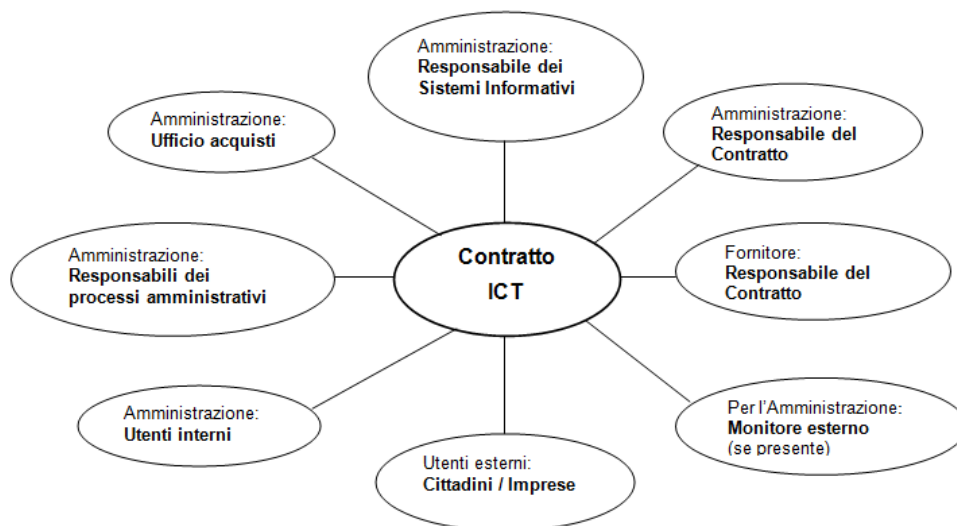 Amministrazione:
Responsabile dei
Sistemi Informativi
Amministrazione:
Ufficio acquisti
Amministrazione:
Responsabile del
Contratto
Amministrazione:
Responsabili dei
processi amministrativi
Contratto
ICT
Fornitore:
Responsabile del
Contratto
Amministrazione:
Utenti interni
Utenti esterni:
Cittadini / Imprese
Per l'Amministrazione:
Monitore esterno
(se presente)